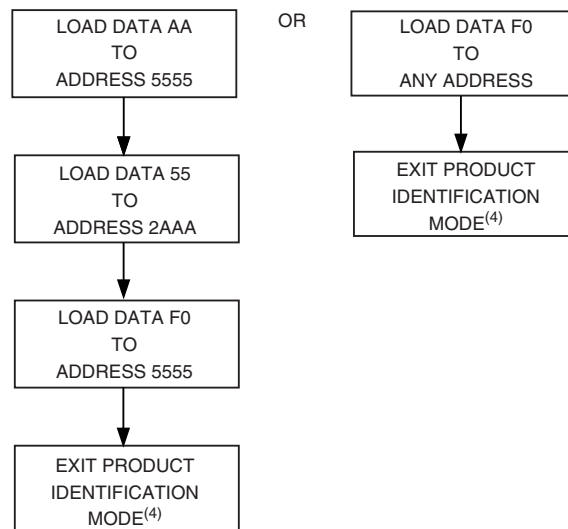 LOAD DATA AA
TO
ADDRESS 5555
LOAD DATA 55
TO
ADDRESS 2AAA
LOAD DATA F0
TO
ADDRESS 5555
EXIT PRODUCT
IDENTIFICATION
MODE(4)
OR
LOAD DATA F0
TO
ANY ADDRESS
EXIT PRODUCT
IDENTIFICATION
MODE(4)